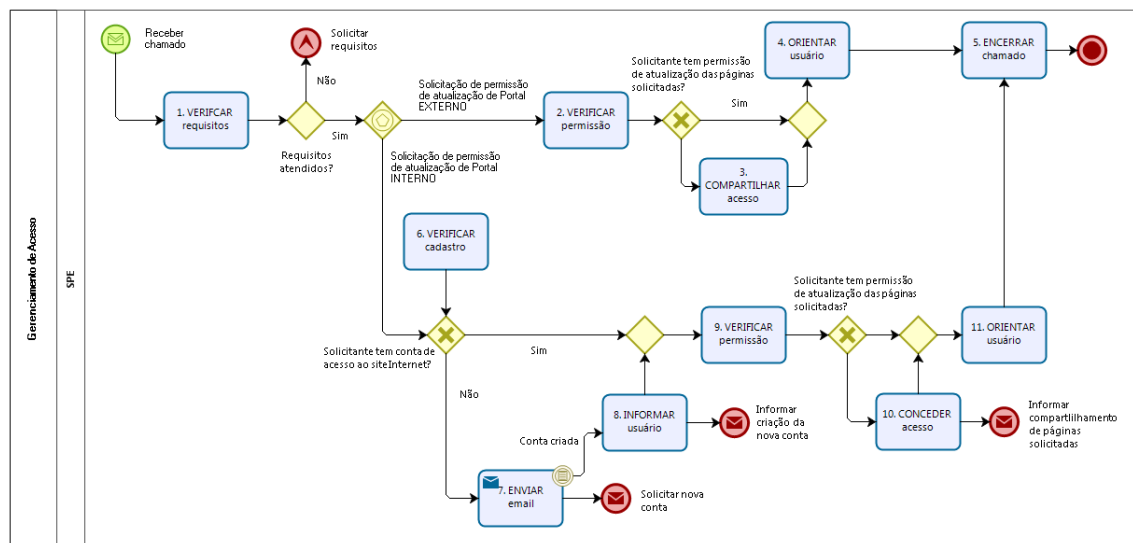 Gerenciamento de Acesso
SPE
Receber
chamado
1. VERIFCAR
requisitos
Solicitar
requisitos
Não
Sim
Requisitos
atendidos?
Solicitação de permissão
de atualização de Portal
EXTERNO
Solicitação de permissão
de atualização de Portal
INTERNO
2. VERIFICAR
permissão
Solicitante tem permissão
de atualização das páginas
solicitadas?
Sim
3.
COMPARTILHAR
acesso
4. ORIENTAR
usuário
5. ENCERRAR
chamado
6. VERIFICAR
cadastro
Solicitante tem conta de
acesso ao siteInternet?
Sim
Não
7. ENVIAR
email
Conta criada
Solicitar nova
conta
8. INFORMAR
usuário
Informar
criação da
nova conta
9. VERIFICAR
permissão
Solicitante tem permissão
de atualização das páginas
solicitadas?
10. CONCEDER
acesso
Informar
compartlilhamento
de páginas
solicitadas
11. ORIENTAR
usuário